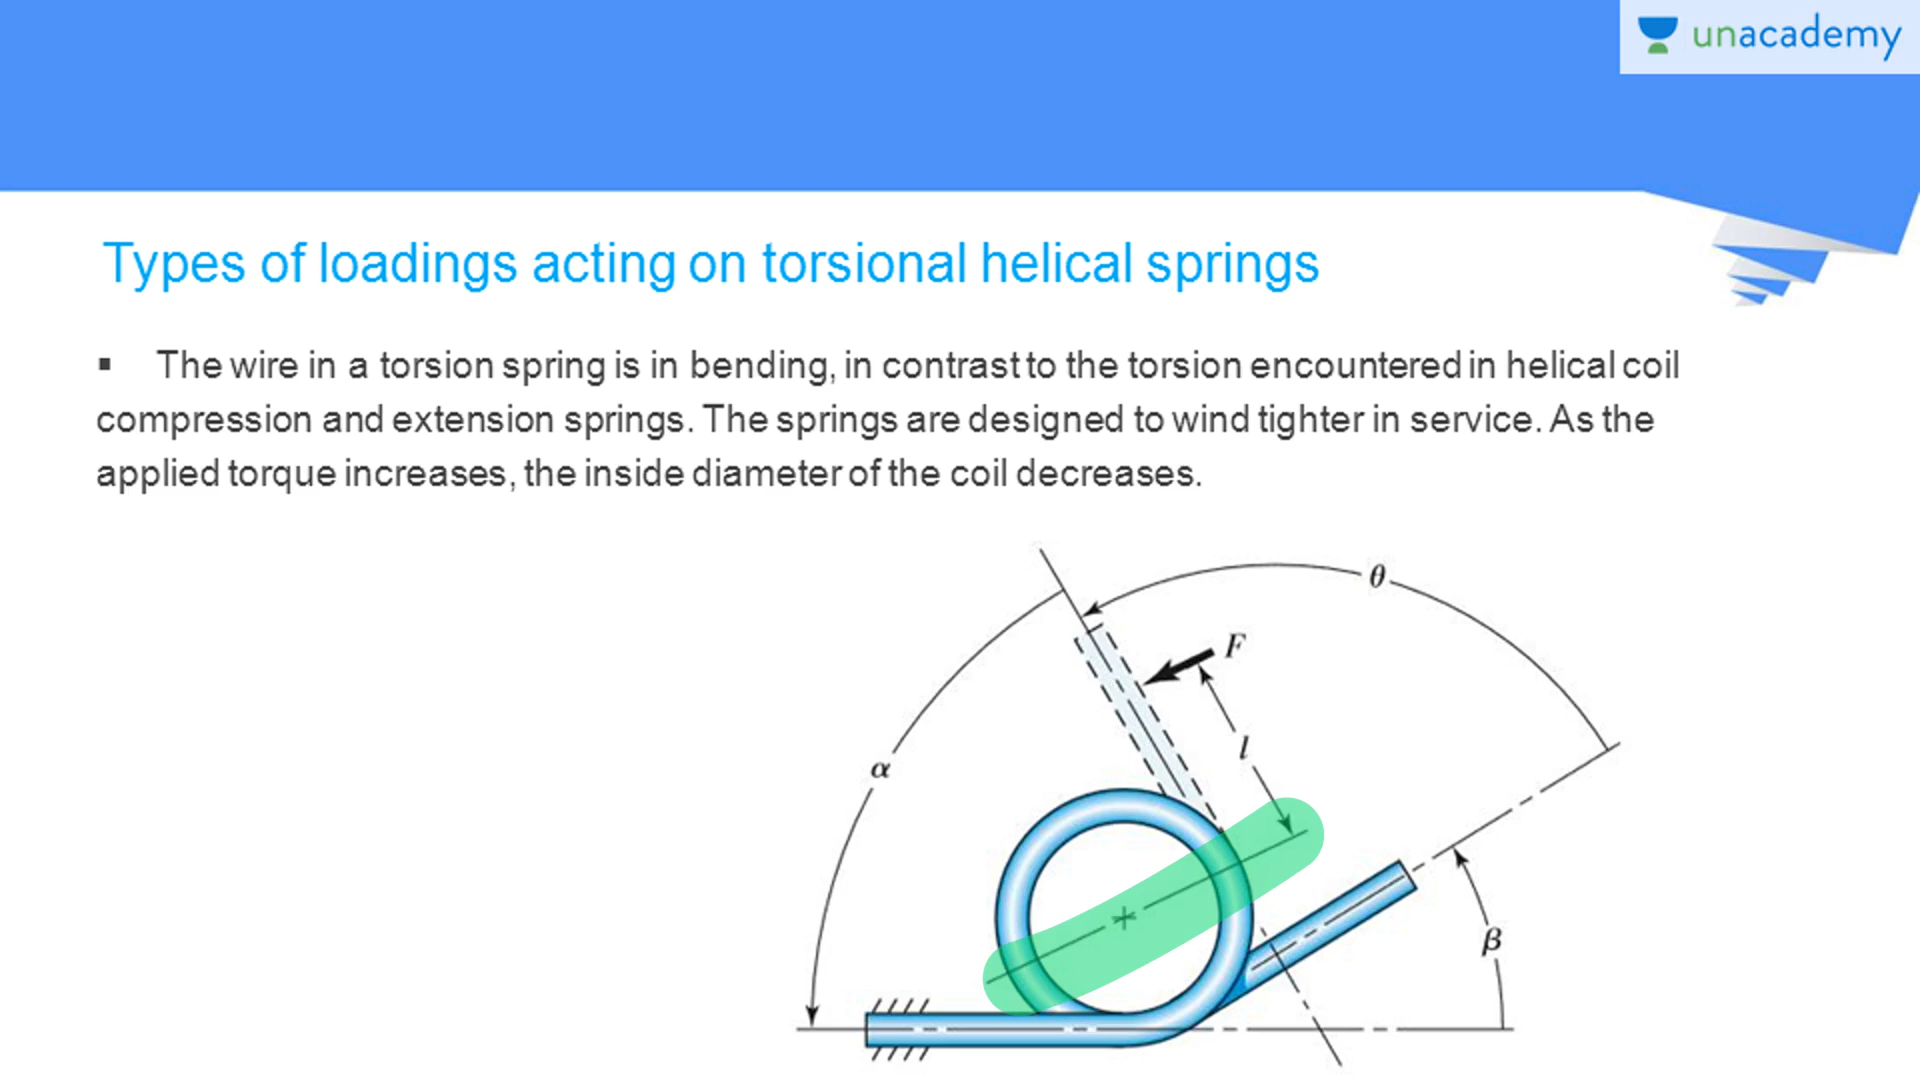 unacademy
Types of loadings acting on torsional helical springs
▪ The wire in a torsion spring is in bending, in contrast to the torsion encountered in helical coil
compression and extension springs. The springs are designed to wind tighter in service. As the
applied torque increases, the inside diameter of the coil decreases.
θ
F
l
α
β